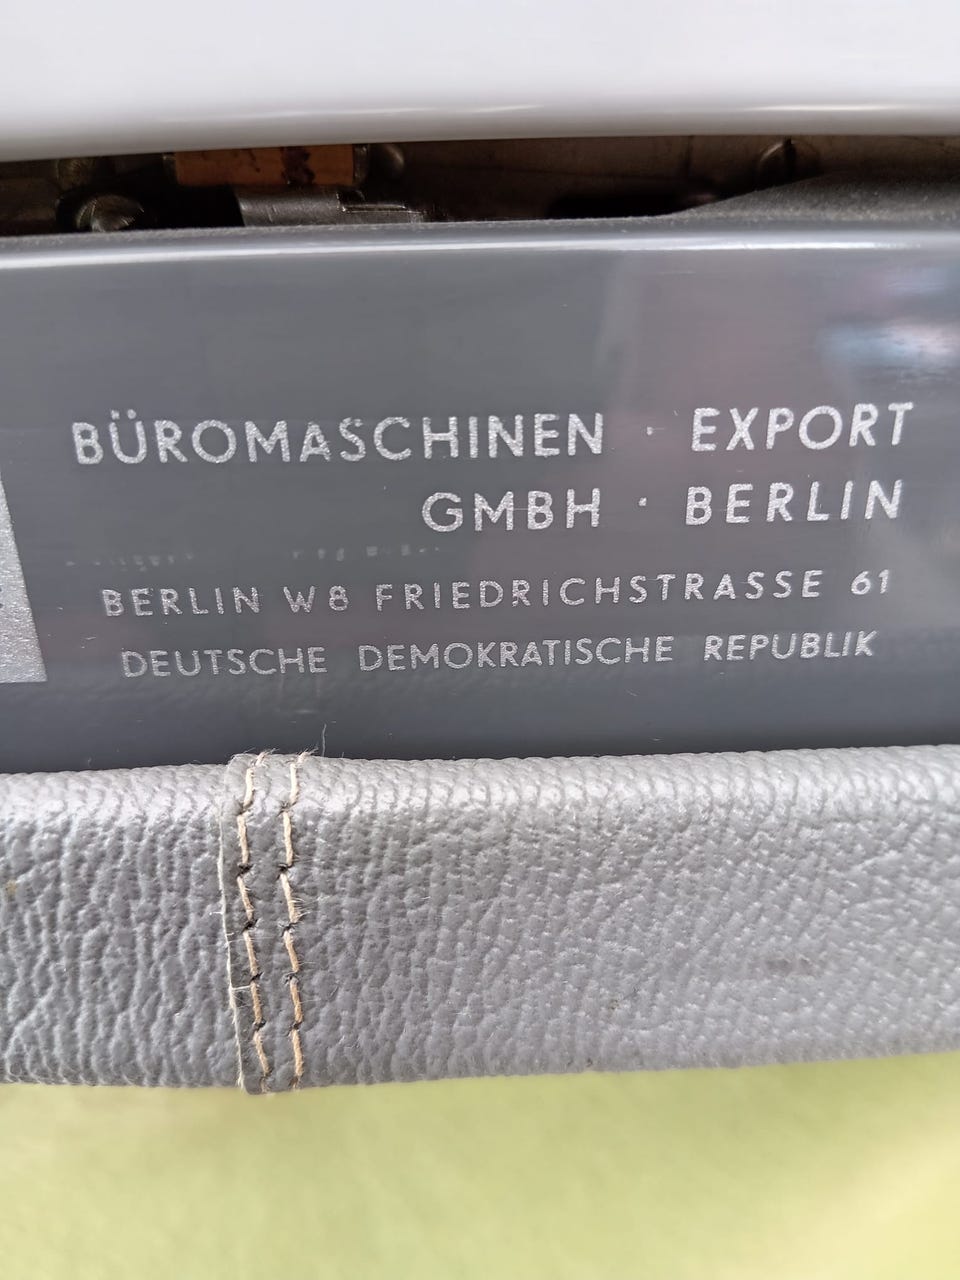 BÜROMASCHINEN · EXPORT
GMBH · BERLIN
BERLIN W8 FRIEDRICHSTRASSE 61
DEUTSCHE DEMOKRATISCHE REPUBLIK